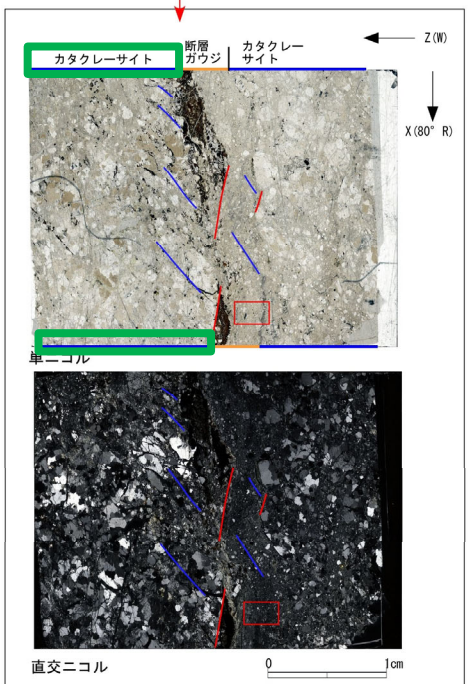 カタクレーサイト
断層
ガウジ
カタクレー
サイト
Z(W)
X(80° R)
単ニコル
直交ニコル
0
1cm